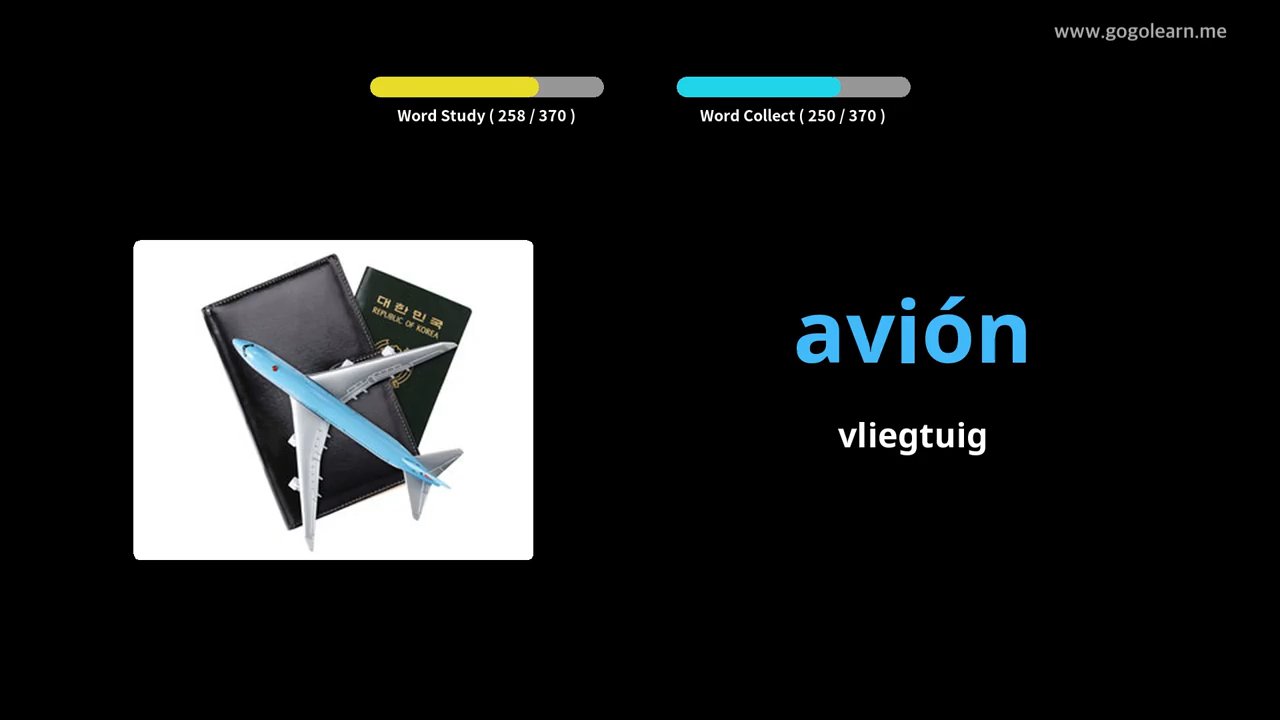 www.gogolearn.me
Word Study ( 258 / 370 )
Word Collect ( 250 / 370 )
대한민국
REPUBLIC OF KOREA
avión
vliegtuig